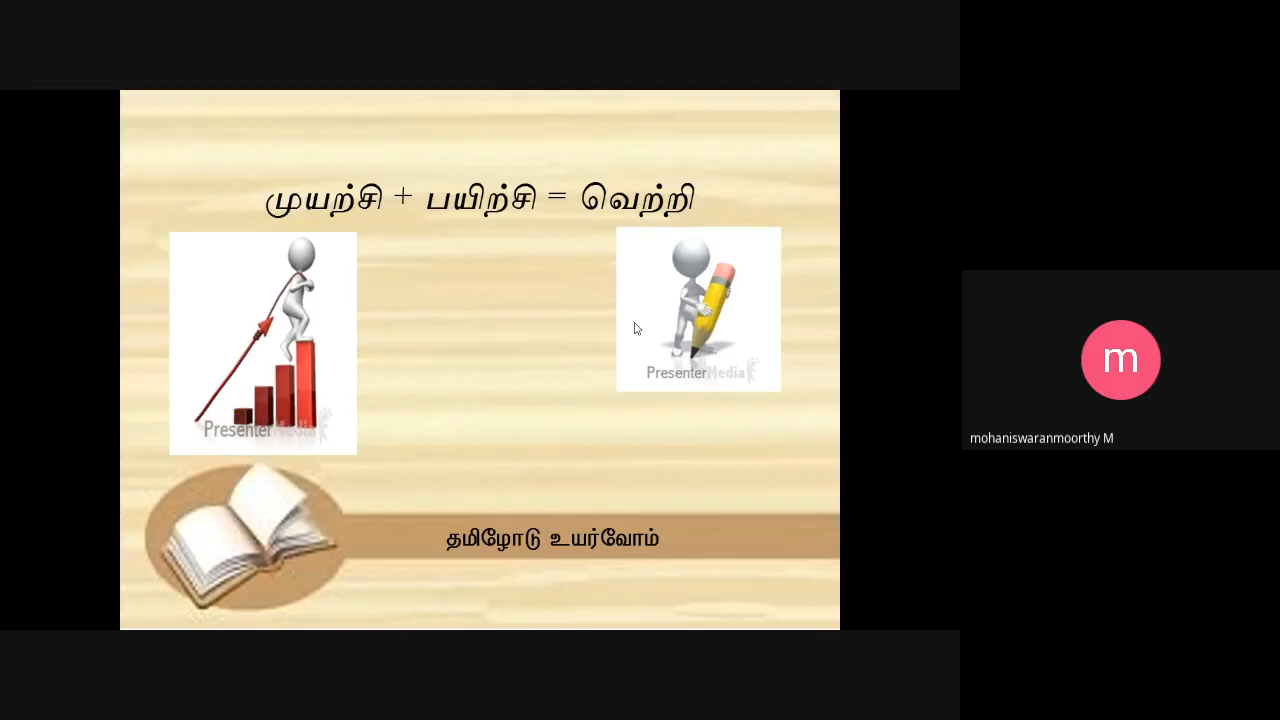 முயற்சி + பயிற்சி = வெற்றி
PresenterMedia
PresenterMedia
தமிழோடு உயர்வோம்
m
mohaniswaranmoorthy M